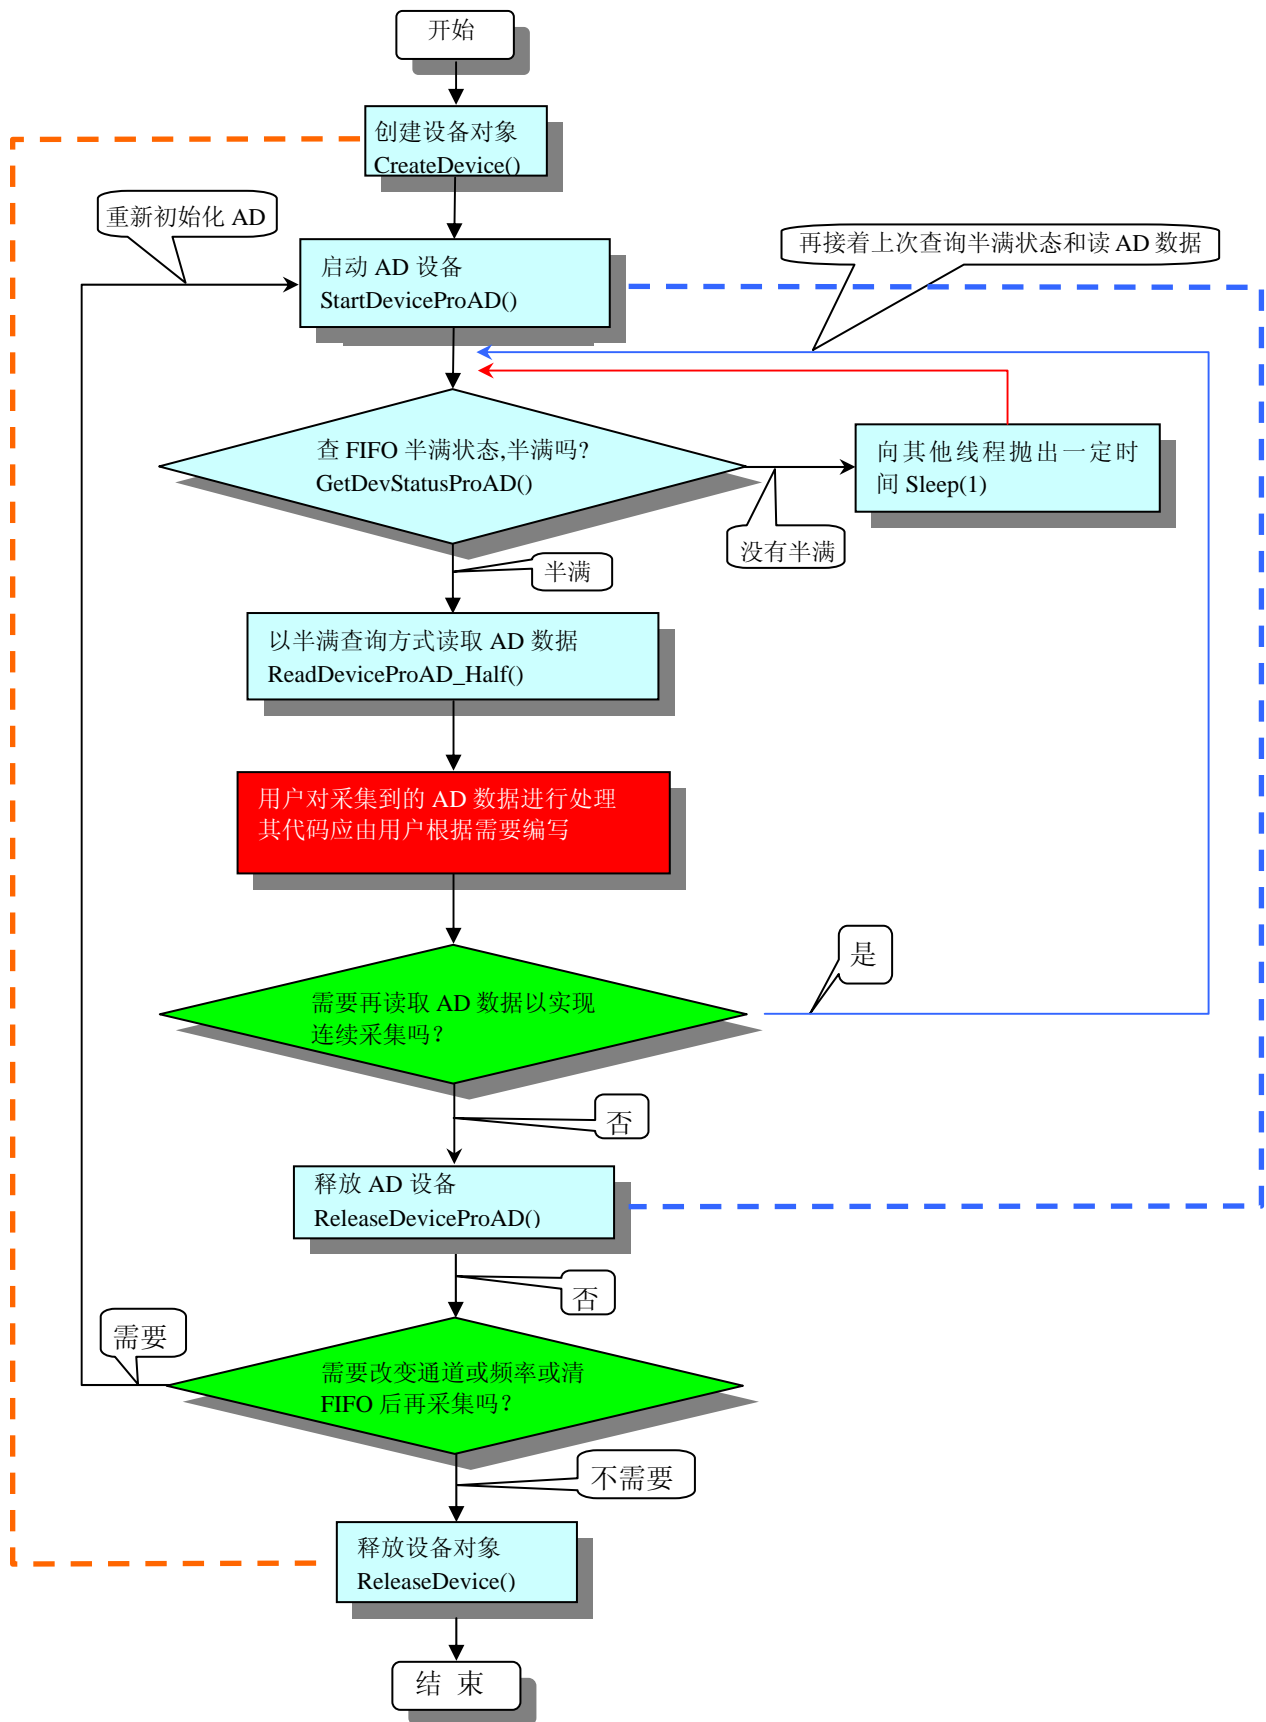 开始
创建设备对象
CreateDevice()
重新初始化 AD
再接着上次查询半满状态和读 AD 数据
启动 AD 设备
StartDeviceProAD()
查 FIFO 半满状态,半满吗?
GetDevStatusProAD()
向其他线程抛出一定时
间 Sleep(1)
没有半满
半满
以半满查询方式读取 AD 数据
ReadDeviceProAD_Half()
用户对采集到的 AD 数据进行处理
其代码应由用户根据需要编写
是
需要再读取 AD 数据以实现
连续采集吗？
否
释放 AD 设备
ReleaseDeviceProAD()
否
需要
需要改变通道或频率或清
FIFO 后再采集吗？
不需要
释放设备对象
ReleaseDevice()
结 束